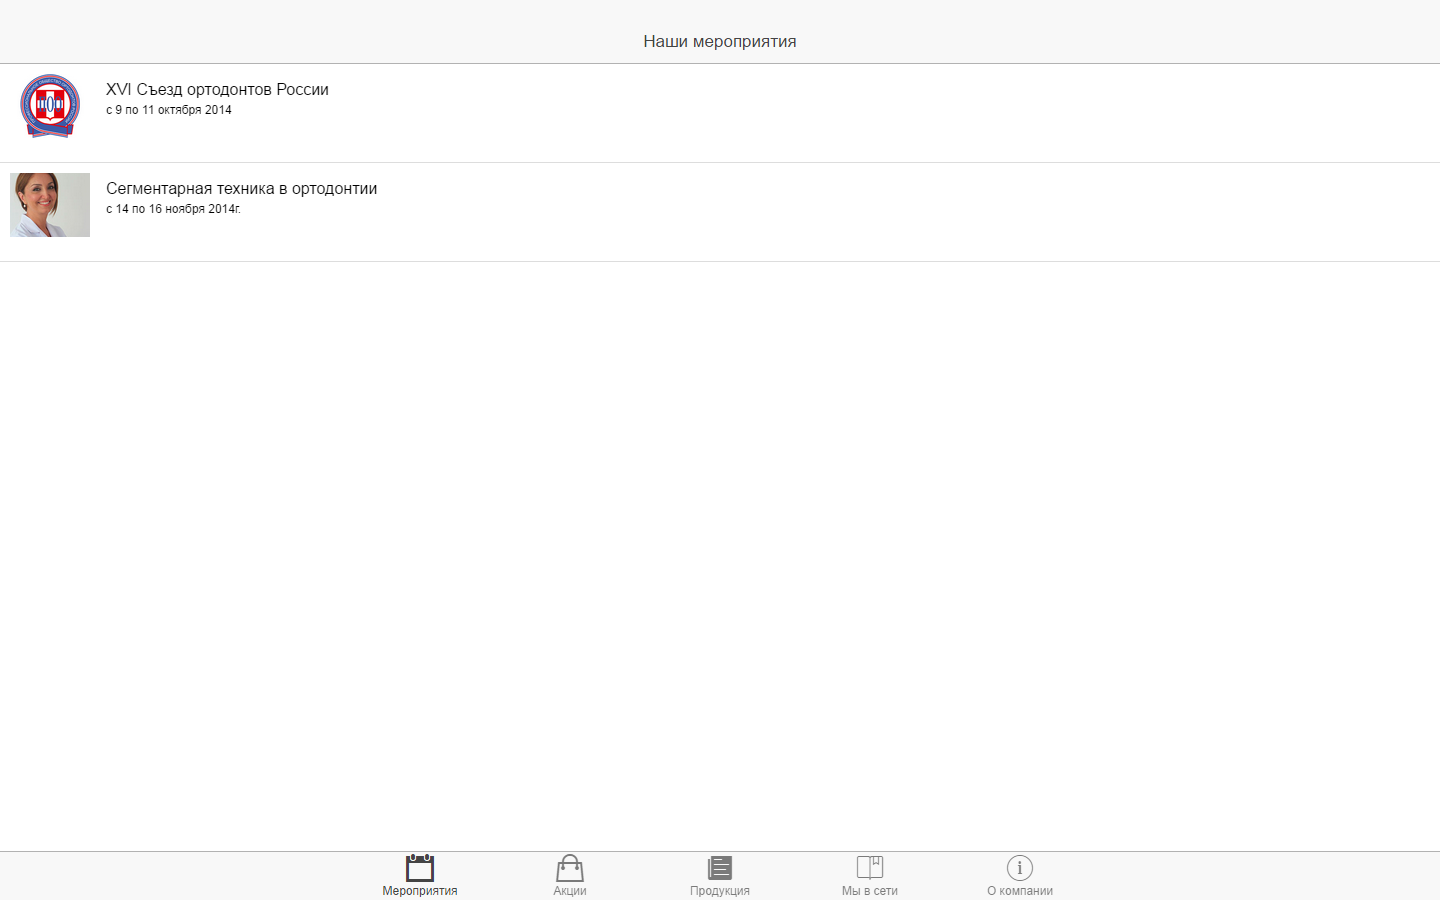 Наши мероприятия
XVI Съезд ортодонтов России
с 9 по 11 октября 2014
Сегментарная техника в ортодонтии
с 14 по 16 ноября 2014г.
Мероприятия
Акции
Продукция
Мы в сети
О компании